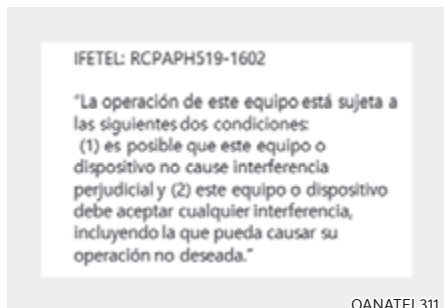 IFETEL: RCPAPH519-1602
"La operación de este equipo está sujeta a
las siguientes dos condiciones:
(1) es posible que este equipo o
dispositivo no cause interferencia
perjudicial y (2) este equipo o dispositivo
debe aceptar cualquier interferencia,
incluyendo la que pueda causar su
operación no deseada."
OANATEL311